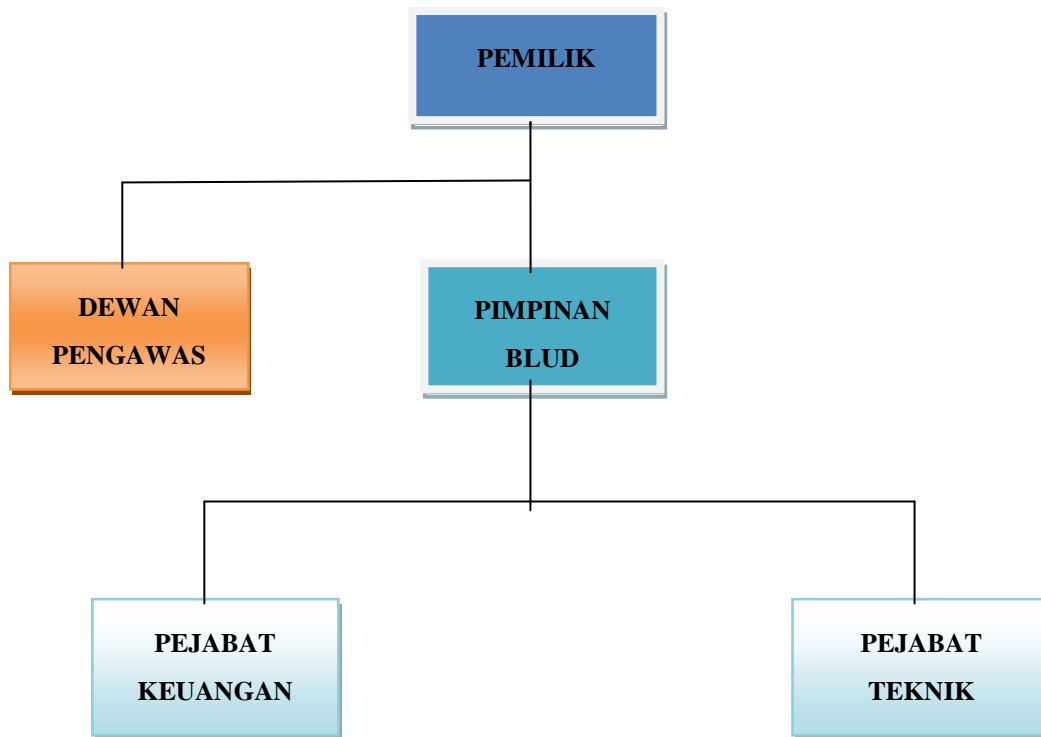 PEMILIK
DEWAN
PENGAWAS
PIMPINAN
BLUD
PEJABAT
KEUANGAN
PEJABAT
TEKNIK